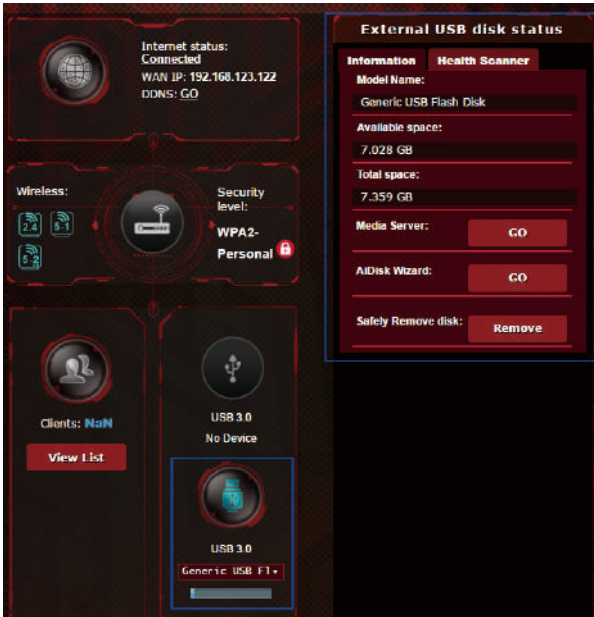 Internet status:
Connected
WAN IP: 192.168.123.122
DDNS: GO
Wireless:
2.4
5-1
5-2
Security
level:
WPA2-
Personal
Clients: NaN
View List
USB 3.0
No Device
USB 3.0
Generic USB Fl
External USB disk status
Information
Health Scanner
Model Name:
Generic USB Flash Disk
Available space:
7.028 GB
Total space:
7.359 GB
Media Server:
GO
AiDisk Wizard:
GO
Safely Remove disk:
Remove